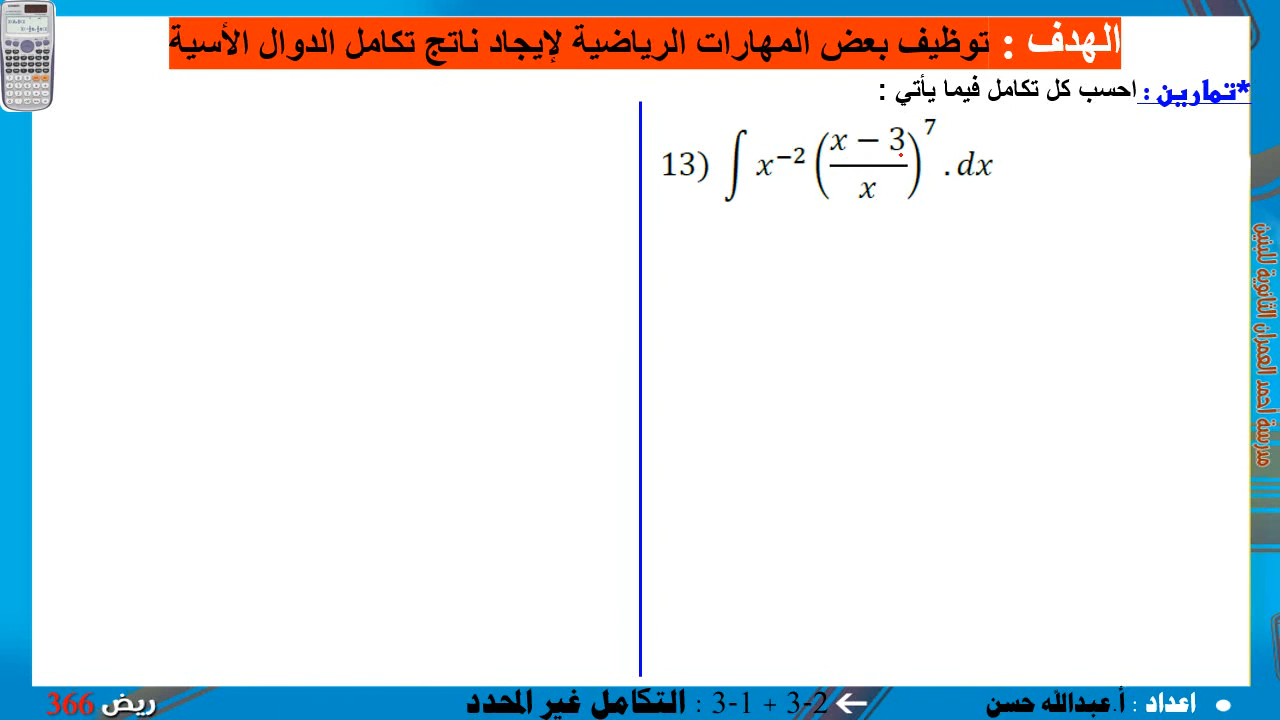 الهدف : توظيف بعض المهارات الرياضية لإيجاد ناتج تكامل الدوال الأسية
*تمارين : احسب كل تكامل فيما يأتي :
13) ∫ x⁻² ((x − 3)/x)⁷ . dx
مدرسة احمد العمران الثانوية للبنين
• اعداد : أ.عبدالله حسن
← 3-1 + 3-2 : التكامل غير المحدد
ريض 366